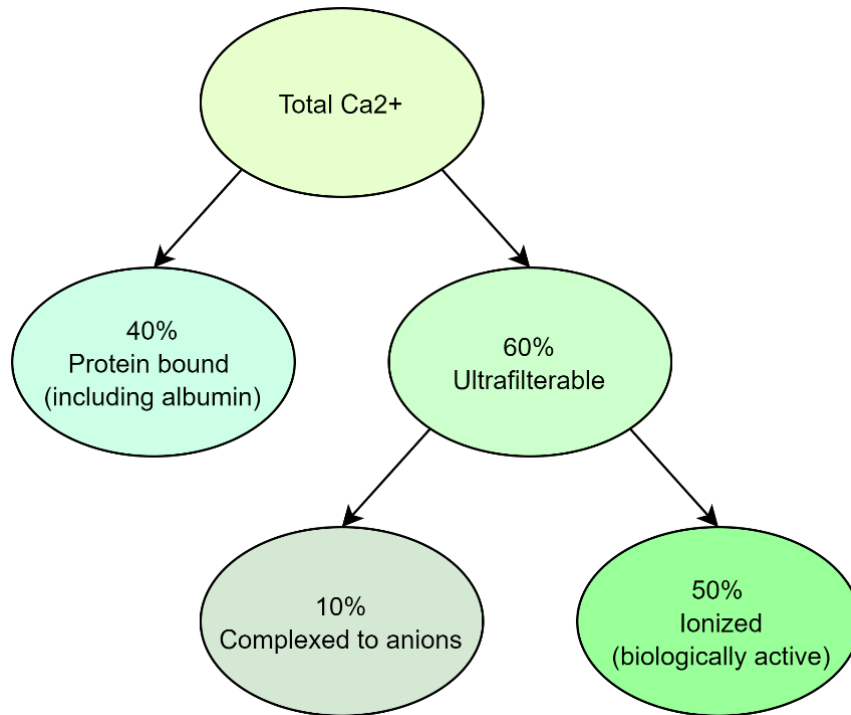 Total Ca2+
40%
Protein bound
(including albumin)
60%
Ultrafilterable
10%
Complexed to anions
50%
Ionized
(biologically active)